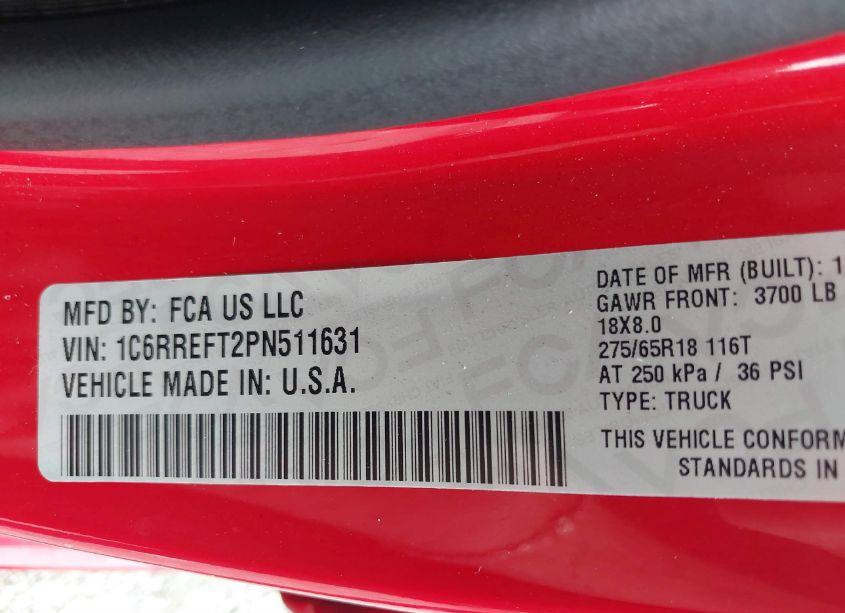 MFD BY: FCA US LLC
VIN: 1C6RREFT2PN511631
VEHICLE MADE IN: U.S.A.
DATE OF MFR (BUILT): 1
GAWR FRONT: 3700 LB
18X8.0
275/65R18 116T
AT 250 kPa / 36 PSI
TYPE: TRUCK
THIS VEHICLE CONFORM
STANDARDS IN